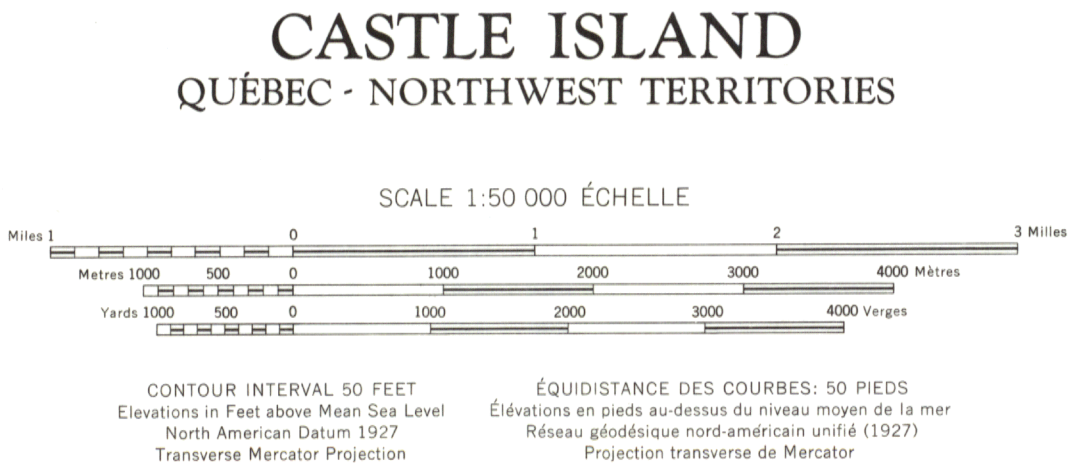 CASTLE ISLAND
QUÉBEC - NORTHWEST TERRITORIES
SCALE 1:50 000 ÉCHELLE
Miles 1 0 1 2 3 Milles
Metres 1000 500 0 1000 2000 3000 4000 Mètres
Yards 1000 500 0 1000 2000 3000 4000 Verges
CONTOUR INTERVAL 50 FEET
Elevations in Feet above Mean Sea Level
North American Datum 1927
Transverse Mercator Projection
ÉQUIDISTANCE DES COURBES: 50 PIEDS
Élévations en pieds au-dessus du niveau moyen de la mer
Réseau géodésique nord-américain unifié (1927)
Projection transverse de Mercator